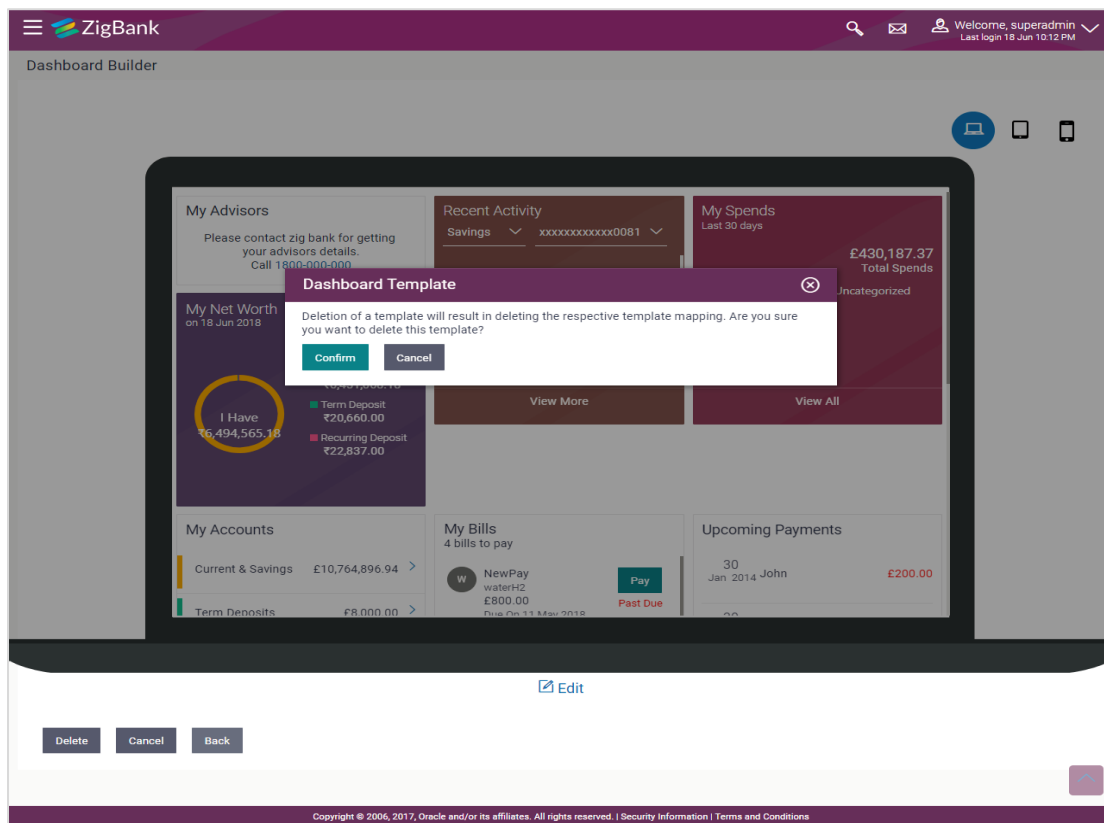 ZigBank
Welcome, superadmin
Last login 18 Jun 10:12 PM
Dashboard Builder
My Advisors
Please contact zig bank for getting
your advisors details.
Call 1800-000-000
Recent Activity
Savings
xxxxxxxxxxxx0081
My Spends
Last 30 days
£430,187.37
Total Spends
Uncategorized
Dashboard Template
Deletion of a template will result in deleting the respective template mapping. Are you sure
you want to delete this template?
Confirm
Cancel
My Net Worth
on 18 Jun 2018
I Have
₹6,494,565.18
Term Deposit
₹20,660.00
Recurring Deposit
₹22,837.00
View More
View All
My Accounts
Current & Savings £10,764,896.94
Term Deposits £8,000.00
My Bills
4 bills to pay
W
NewPay
waterH2
£800.00
Due On 11 May 2018
Pay
Past Due
Upcoming Payments
30
Jan 2014 John £200.00
Edit
Delete
Cancel
Back
Copyright © 2006, 2017, Oracle and/or its affiliates. All rights reserved. | Security Information | Terms and Conditions